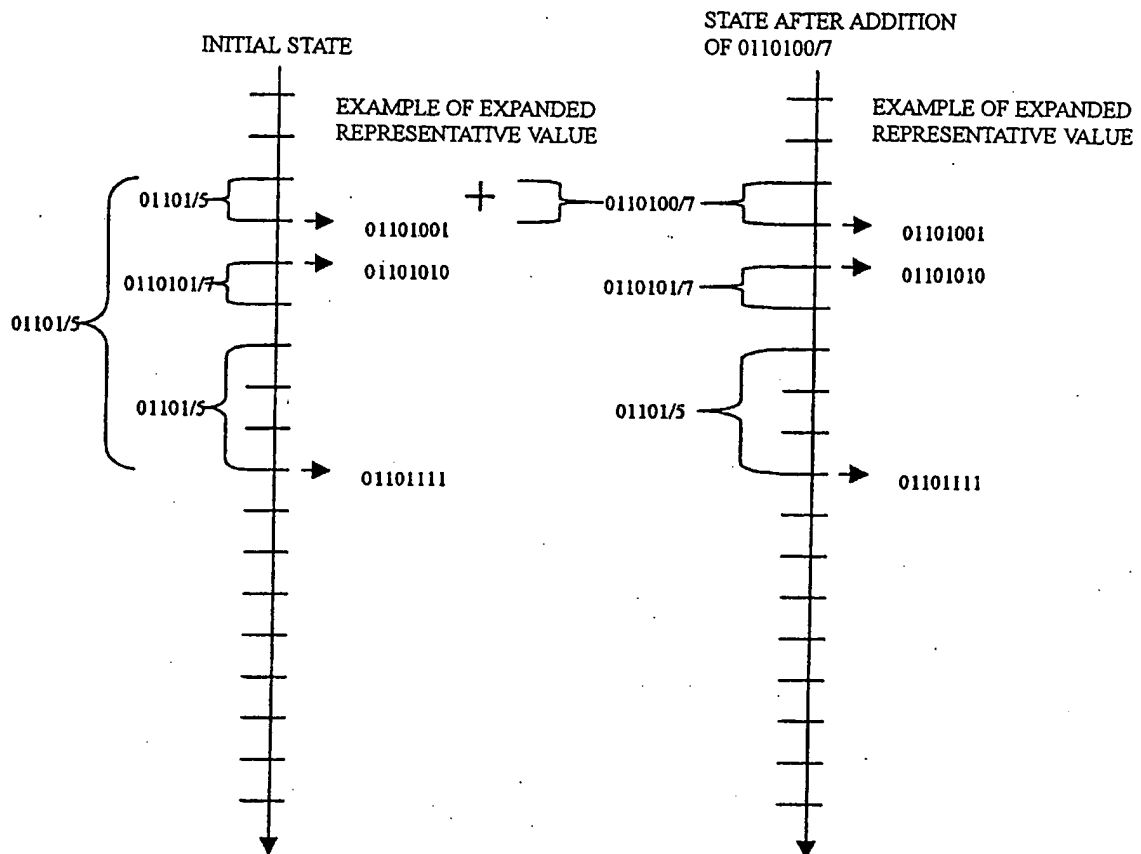 INITIAL STATE
EXAMPLE OF EXPANDED
REPRESENTATIVE VALUE
01101/5
01101001
01101010
0110101/7
01101/5
01101/5
01101111
+
STATE AFTER ADDITION
OF 0110100/7
EXAMPLE OF EXPANDED
REPRESENTATIVE VALUE
0110100/7
01101001
01101010
0110101/7
01101/5
01101111